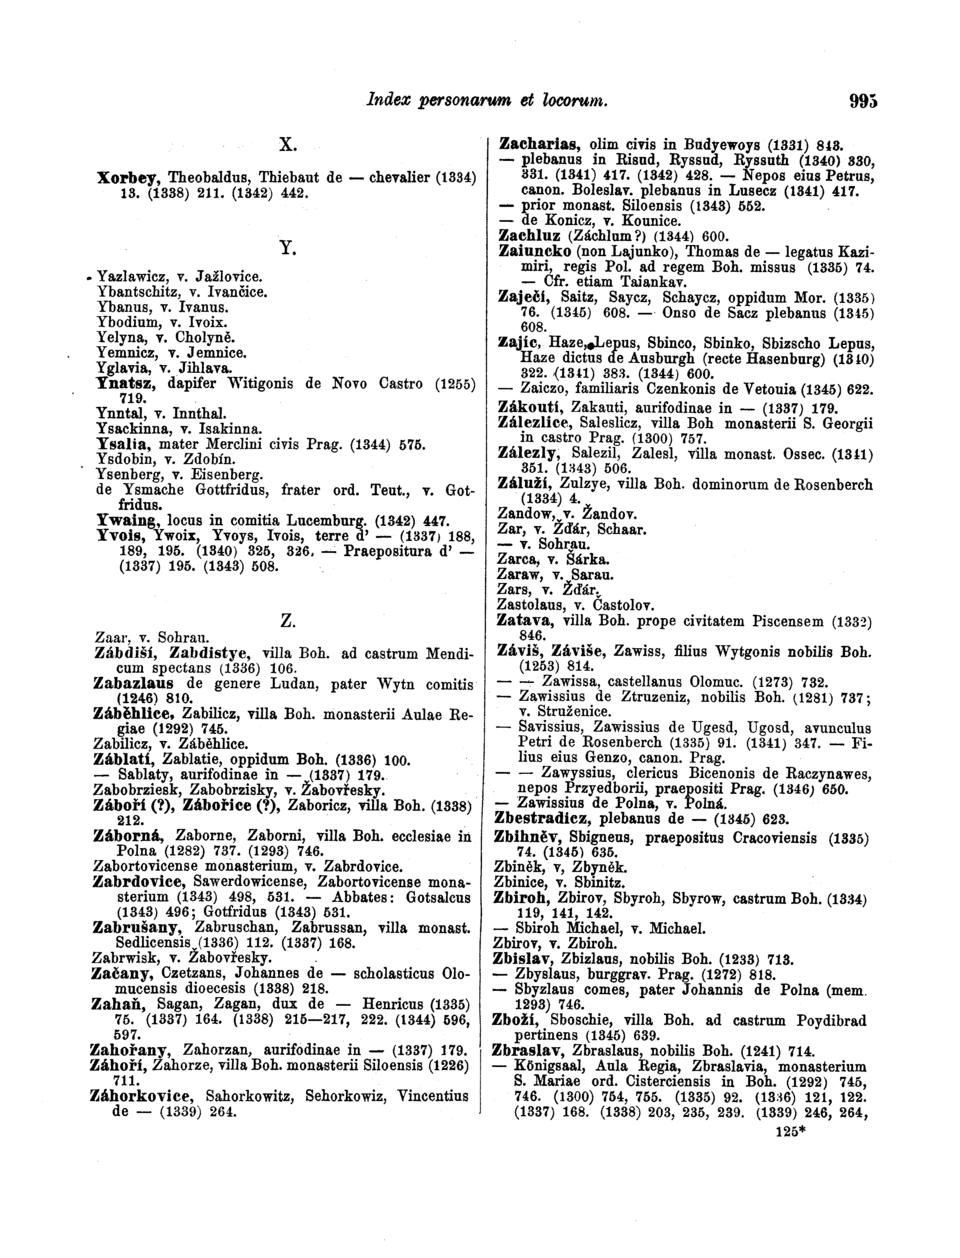 Index personarum et locorum.
995
X.
Xorbey, Theobaldus, Thiebaut de — chevalier (1334)
13. (1338) 211. (1342) 442.
Y.
Yazlawicz, v. Jažlovice.
Ybantschitz, v. Ivančice.
Ybanus, v. Ivanus.
Ybodium, v. Ivoix.
Yelyna, v. Cholyně.
Yemnicz, v. Jemnice.
Yglavia, v. Jihlava.
Ynatsz, dapifer Witigonis de Novo Castro (1255)
719.
Ynntal, v. Innthal.
Ysackinna, v. Isakinna.
Ysalia, mater Merclini civis Prag. (1344) 575.
Ysdobin, v. Zdobín.
Ysenberg, v. Eisenberg.
de Ysmache Gottfridus, frater ord. Teut., v. Got-
fridus.
Ywaing, locus in comitia Lucemburg. (1342) 447.
Yvois, Ywoix, Yvoys, Ivois, terre d' — (1337) 188,
189, 195. (1340) 325, 326. — Praepositura d' —
(1337) 195. (1343) 508.
Z.
Zaar, v. Sohrau.
Zábdiší, Zabdistye, villa Boh. ad castrum Mendi-
cum spectans (1336) 106.
Zabazlaus de genere Ludan, pater Wytn comitis
(1246) 810.
Záběhlice, Zabilicz, villa Boh. monasterii Aulae Re-
giae (1292) 745.
Zabilicz, v. Záběhlice.
Záblatí, Zablatie, oppidum Boh. (1336) 100.
— Sablaty, aurifodinae in — (1337) 179.
Zabobrziesk, Zabobrzisky, v. Žabovřesky.
Záboří (?), Zábořice (?), Zaboricz, villa Boh. (1338)
212.
Záborná, Zaborne, Zaborni, villa Boh. ecclesiae in
Polna (1282) 737. (1293) 746.
Zabortovicense monasterium, v. Zabrdovice.
Zabrdovice, Sawerdowicense, Zabortovicense mona-
sterium (1343) 498, 531. — Abbates: Gotsalcus
(1343) 496; Gotfridus (1343) 531.
Zabrušany, Zabruschan, Zabrussan, villa monast.
Sedlicensis (1336) 112. (1337) 168.
Zabrwisk, v. Žabovřesky.
Začany, Czetzans, Johannes de — scholasticus Olo-
mucensis dioecesis (1338) 218.
Zahaň, Sagan, Zagan, dux de — Henricus (1335)
75. (1337) 164. (1338) 215—217, 222. (1344) 596,
597.
Zahořany, Zahorzan, aurifodinae in — (1337) 179.
Záhoří, Zahorze, villa Boh. monasterii Siloensis (1226)
711.
Záhorkovice, Sahorkowitz, Sehorkowiz, Vincentius
de — (1339) 264.
Zacharias, olim civis in Budyewoys (1331) 843.
— plebanus in Risud, Ryssud, Ryssuth (1340) 330,
331. (1341) 417. (1342) 428. — Nepos eius Petrus,
canon. Boleslav. plebanus in Lusecz (1341) 417.
— prior monast. Siloensis (1343) 552.
— de Konicz, v. Kounice.
Zachluz (Záchlum?) (1344) 600.
Zaiuncko (non Lajunko), Thomas de — legatus Kazi-
miri, regis Pol. ad regem Boh. missus (1335) 74.
— Cfr. etiam Taiankav.
Zaječí, Saitz, Saycz, Schaycz, oppidum Mor. (1335)
76. (1345) 608. — Onso de Sacz plebanus (1345)
608.
Zajíc, Haze, Lepus, Sbinco, Sbinko, Sbizscho Lepus,
Haze dictus de Ausburgh (recte Hasenburg) (1340)
322. (1341) 383. (1344) 600.
— Zaiczo, familiaris Czenkonis de Vetouia (1345) 622.
Zákoutí, Zakauti, aurifodinae in — (1337) 179.
Zálezlice, Saleslicz, villa Boh monasterii S. Georgii
in castro Prag. (1300) 757.
Zálezly, Salezil, Zalesl, villa monast. Ossec. (1341)
351. (1343) 506.
Záluží, Zulzye, villa Boh. dominorum de Rosenberch
(1334) 4.
Zandow, v. Žandov.
Zar, v. Žďár, Schaar.
— v. Sohrau.
Zarca, v. Šárka.
Zaraw, v. Sarau.
Zars, v. Žďár.
Zastolaus, v. Častolov.
Zatava, villa Boh. prope civitatem Piscensem (1332)
846.
Záviš, Záviše, Zawiss, filius Wytgonis nobilis Boh.
(1253) 814.
— — Zawissa, castellanus Olomuc. (1273) 732.
— Zawissius de Ztruzeniz, nobilis Boh. (1281) 737;
v. Struženice.
— Savissius, Zawissius de Ugesd, Ugosd, avunculus
Petri de Rosenberch (1335) 91. (1341) 347. — Fi-
lius eius Genzo, canon. Prag.
— — Zawyssius, clericus Bicenonis de Raczynawes,
nepos Przyedborii, praepositi Prag. (1346) 650.
— Zawissius de Polna, v. Polná.
Zbestradicz, plebanus de — (1345) 623.
Zbihněv, Sbigneus, praepositus Cracoviensis (1335)
74. (1345) 635.
Zbiněk, v, Zbyněk.
Zbinice, v. Sbinitz.
Zbiroh, Zbirov, Sbyroh, Sbyrow, castrum Boh. (1334)
119, 141, 142.
— Sbiroh Michael, v. Michael.
Zbirov, v. Zbiroh.
Zbislav, Zbizlaus, nobilis Boh. (1233) 713.
— Zbyslaus, burggrav. Prag. (1272) 818.
— Sbyzlaus comes, pater Johannis de Polna (mem.
1293) 746.
Zboží, Sboschie, villa Boh. ad castrum Poydibrad
pertinens (1345) 639.
Zbraslav, Zbraslaus, nobilis Boh. (1241) 714.
— Königsaal, Aula Regia, Zbraslavia, monasterium
S. Mariae ord. Cisterciensis in Boh. (1292) 745,
746. (1300) 754, 755. (1335) 92. (1336) 121, 122.
(1337) 168. (1338) 203, 235, 239. (1339) 246, 264,
125*